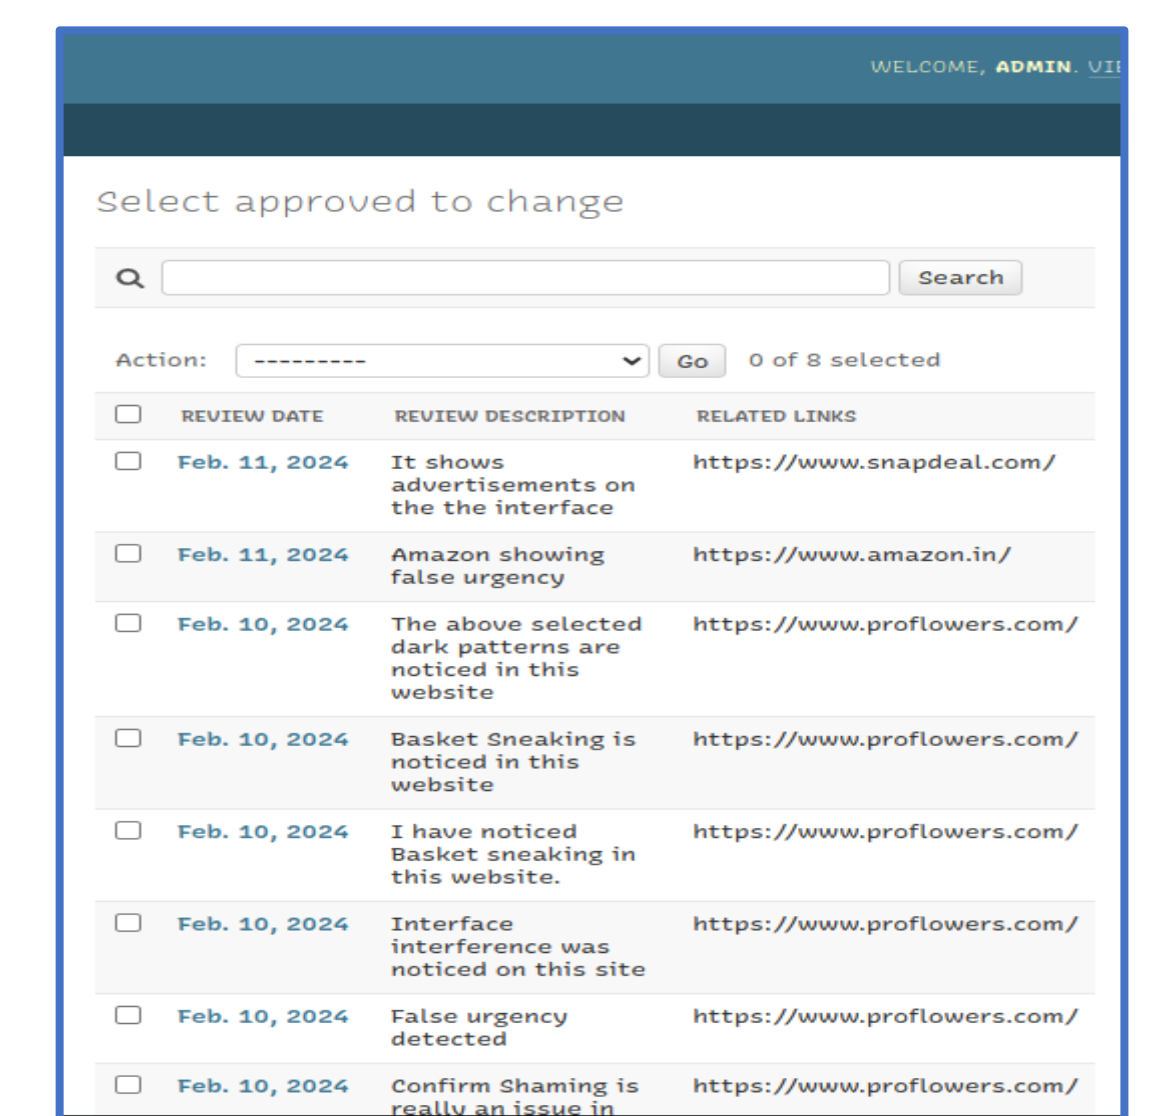 WELCOME, ADMIN. VIE
Select approved to change
Search
Action: --------- Go 0 of 8 selected
REVIEW DATE REVIEW DESCRIPTION RELATED LINKS
Feb. 11, 2024 It shows https://www.snapdeal.com/
advertisements on
the the interface
Feb. 11, 2024 Amazon showing https://www.amazon.in/
false urgency
Feb. 10, 2024 The above selected https://www.proflowers.com/
dark patterns are
noticed in this
website
Feb. 10, 2024 Basket Sneaking is https://www.proflowers.com/
noticed in this
website
Feb. 10, 2024 I have noticed https://www.proflowers.com/
Basket sneaking in
this website.
Feb. 10, 2024 Interface https://www.proflowers.com/
interference was
noticed on this site
Feb. 10, 2024 False urgency https://www.proflowers.com/
detected
Feb. 10, 2024 Confirm Shaming is https://www.proflowers.com/
really an issue in